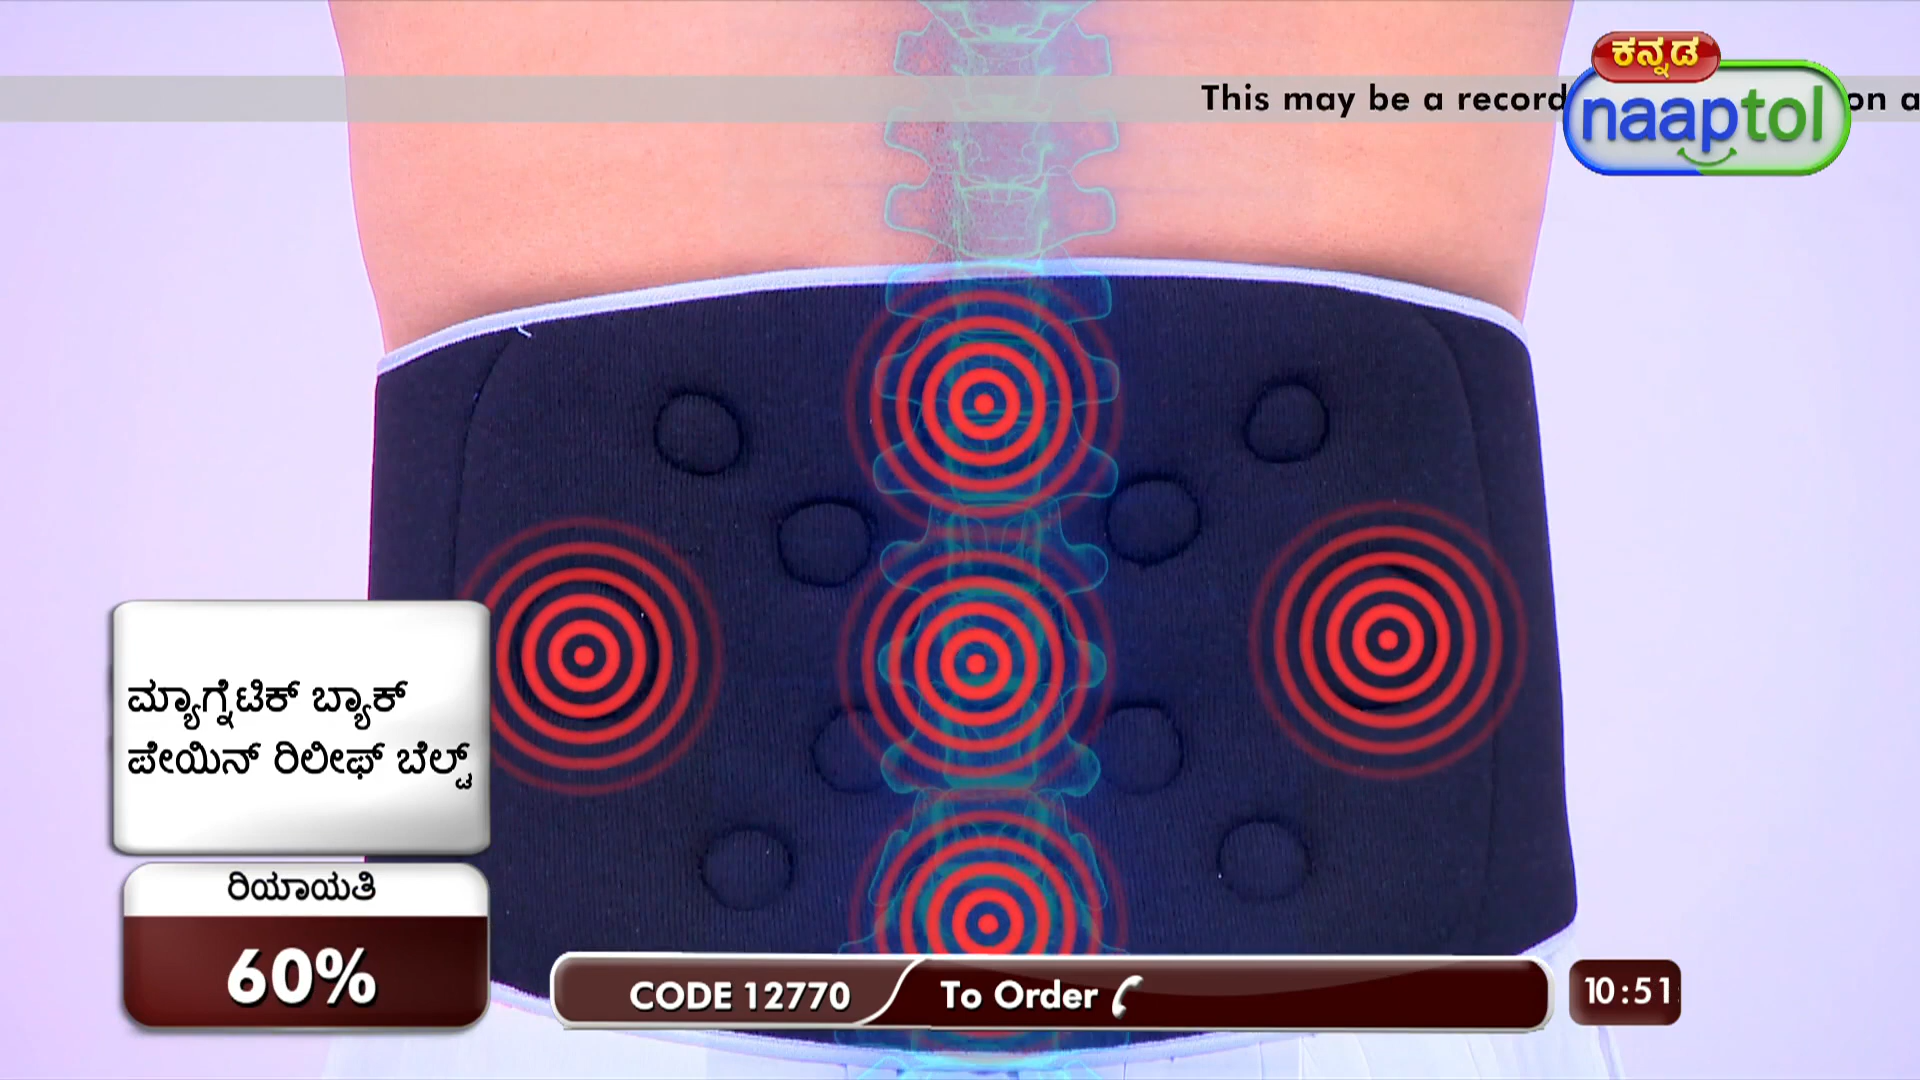 ಕನ್ನಡ
This may be a record
naaptol
on a
ಮ್ಯಾಗ್ನೆಟಿಕ್ ಬ್ಯಾಕ್
ಪೇಯಿನ್ ರಿಲೀಫ್ ಬೆಲ್ಟ್
ರಿಯಾಯತಿ
60%
CODE 12770
To Order
10:51